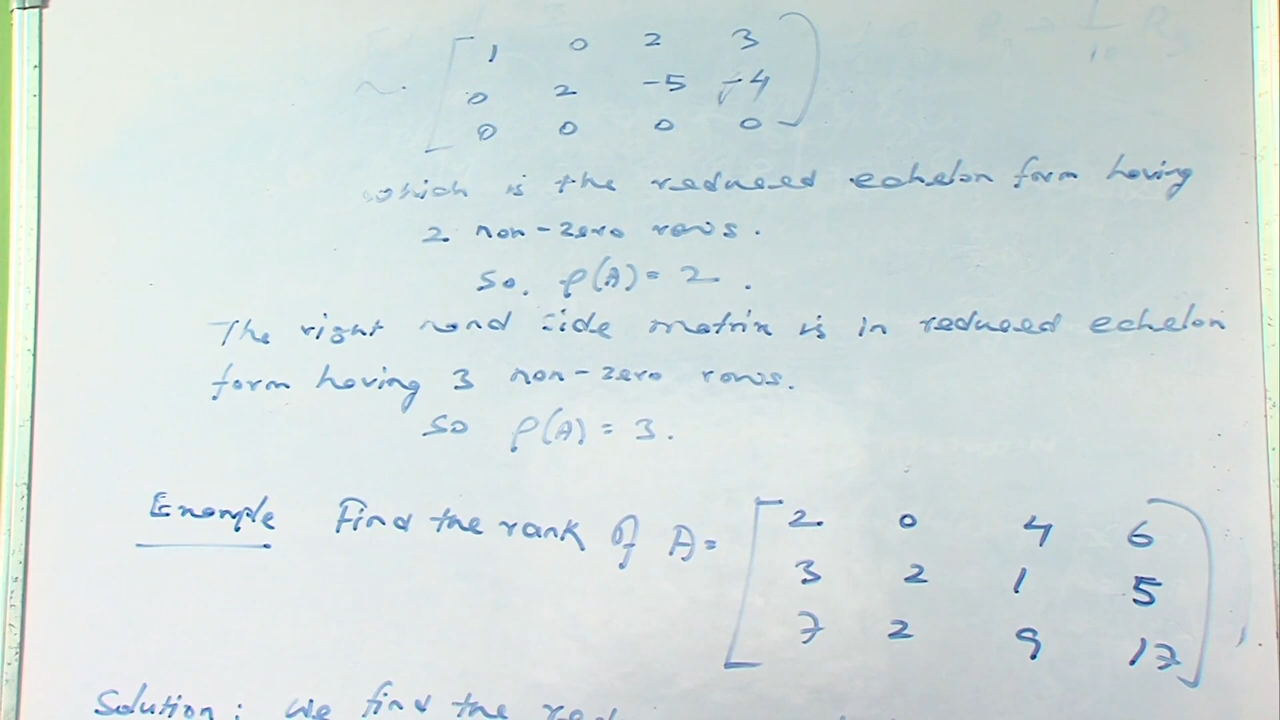 ~ [ 1 0 2 3 ]
0 2 -5 -4
0 0 0 0
which is the reduced echelon form having
2 non-zero rows.
So, ρ(A) = 2.
The right hand side matrix is in reduced echelon
form having 3 non-zero rows.
So ρ(A) = 3.
Example Find the rank of A = [ 2 0 4 6 ]
3 2 1 5
7 2 9 17
Solution: We find the